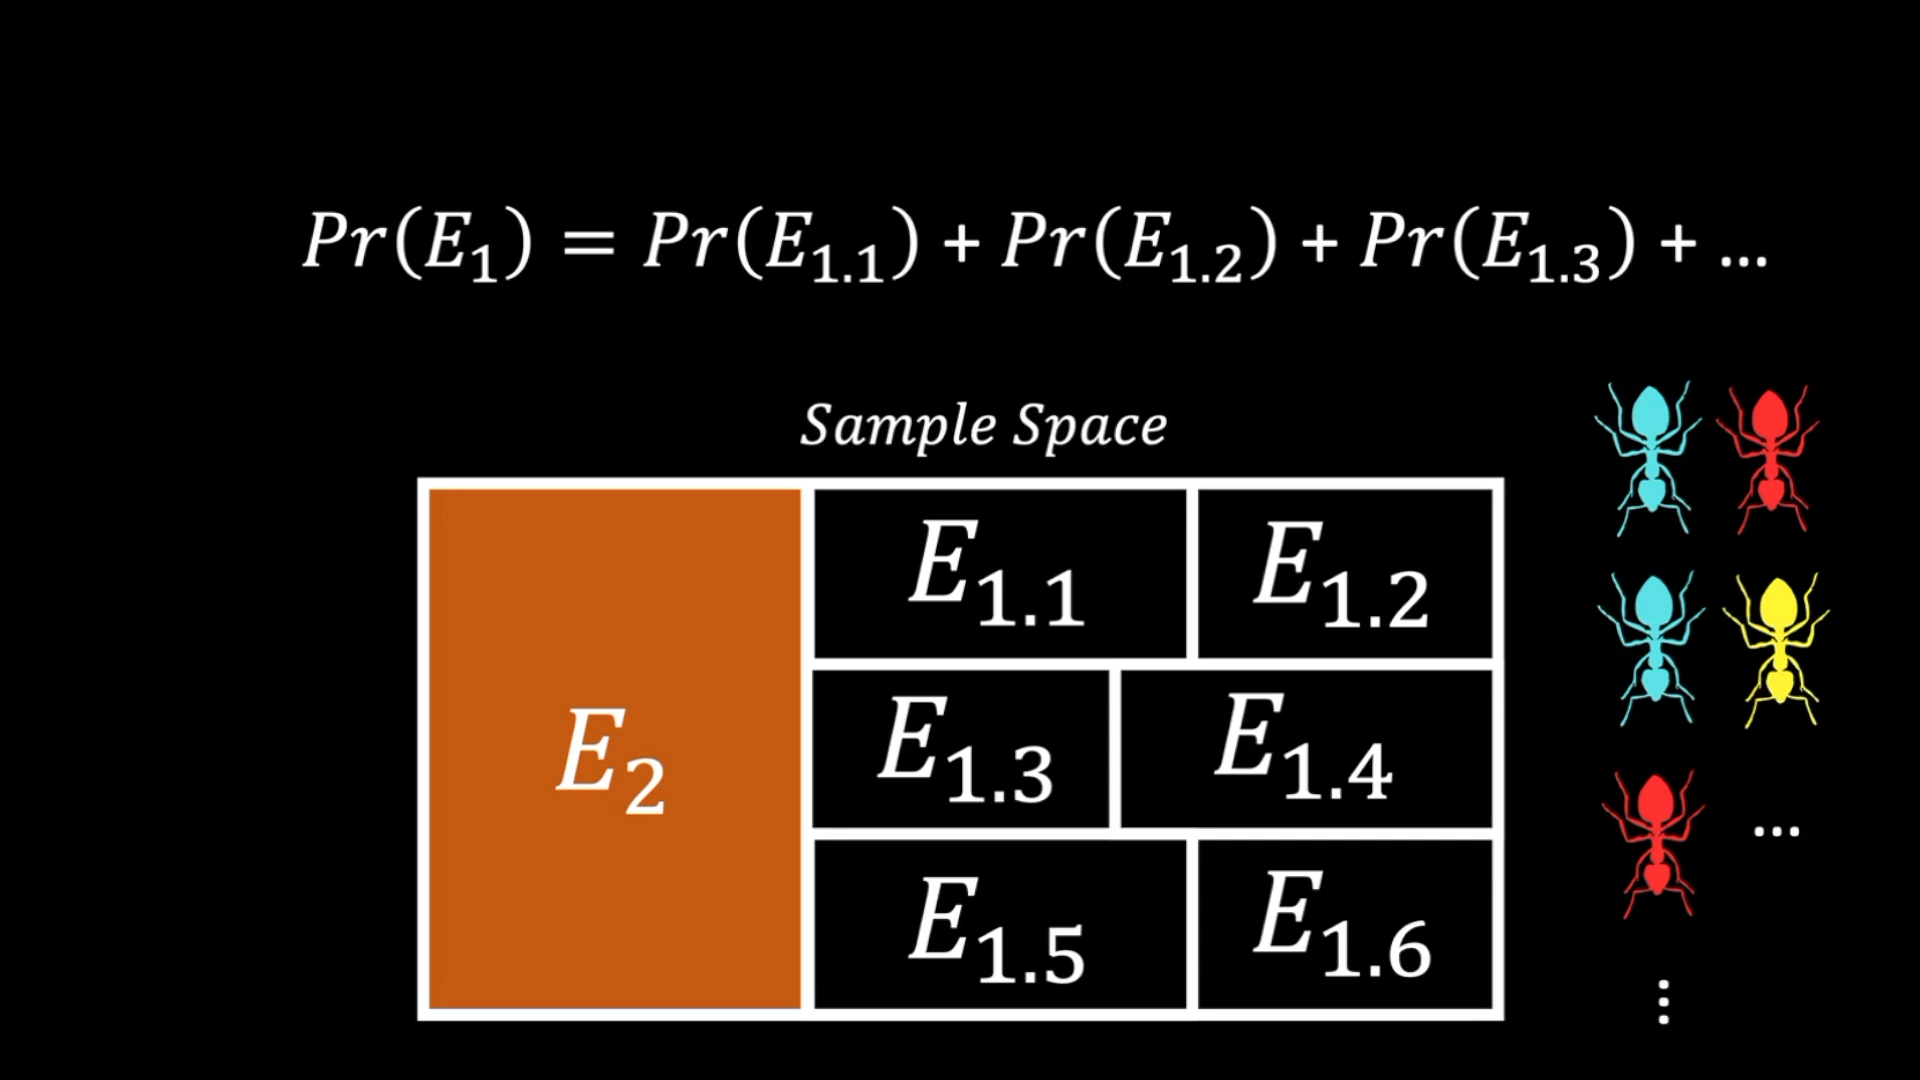 Pr(E₁) = Pr(E₁.₁) + Pr(E₁.₂) + Pr(E₁.₃) + ...
Sample Space
E₁.₁ E₁.₂
E₂ E₁.₃ E₁.₄
...
E₁.₅ E₁.₆
⋮